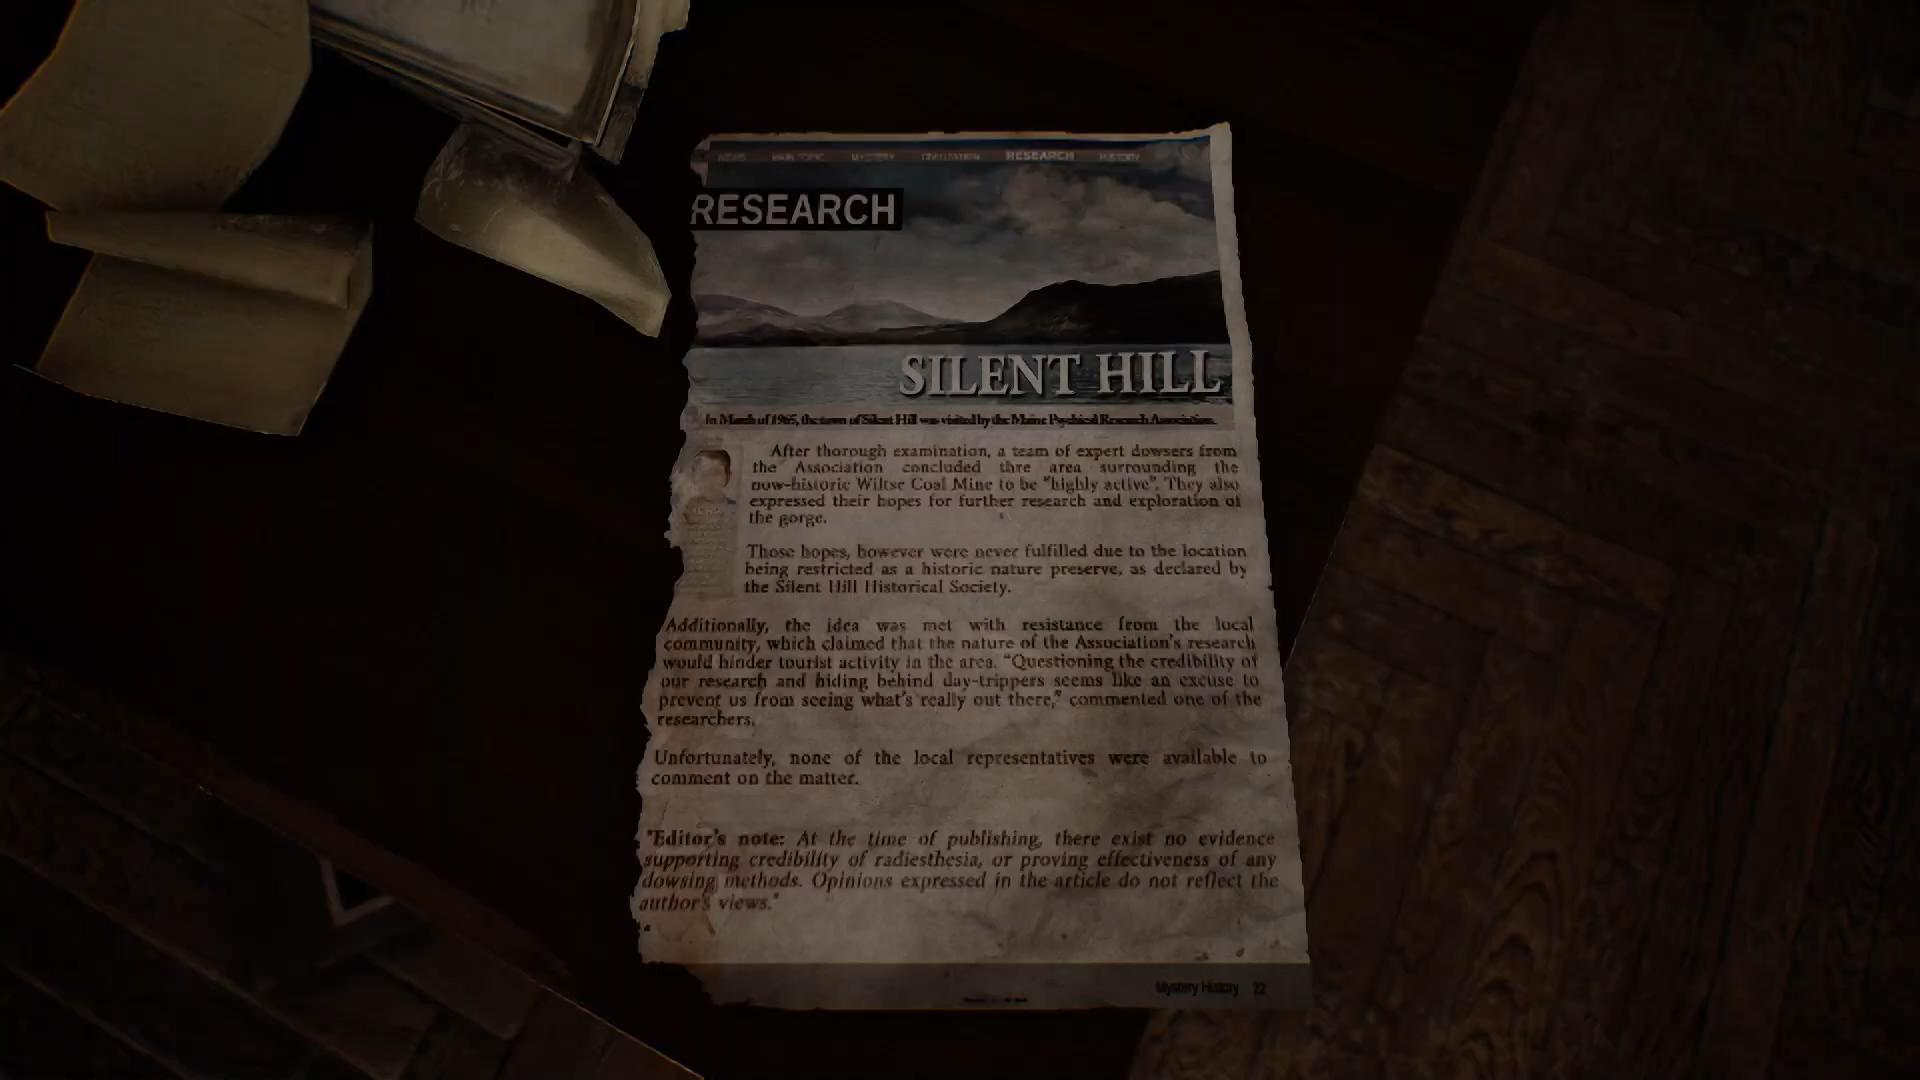 NEWS MAIN TOPIC MYSTERY CIVILIZATION RESEARCH HISTORY
RESEARCH
SILENT HILL
In March of 1965, the town of Silent Hill was visited by the Maine Psychical Research Association.
After thorough examination, a team of expert dowsers from
the Association concluded thre area surrounding the
now-historic Wiltse Coal Mine to be "highly active". They also
expressed their hopes for further research and exploration of
the gorge.
Those hopes, however were never fulfilled due to the location
being restricted as a historic nature preserve, as declared by
the Silent Hill Historical Society.
Additionally, the idea was met with resistance from the local
community, which claimed that the nature of the Association's research
would hinder tourist activity in the area. "Questioning the credibility of
our research and hiding behind day-trippers seems like an excuse to
prevent us from seeing what's really out there," commented one of the
researchers.
Unfortunately, none of the local representatives were available to
comment on the matter.
"Editor's note: At the time of publishing, there exist no evidence
supporting credibility of radiesthesia, or proving effectiveness of any
dowsing methods. Opinions expressed in the article do not reflect the
author's views."
Mystery History 22